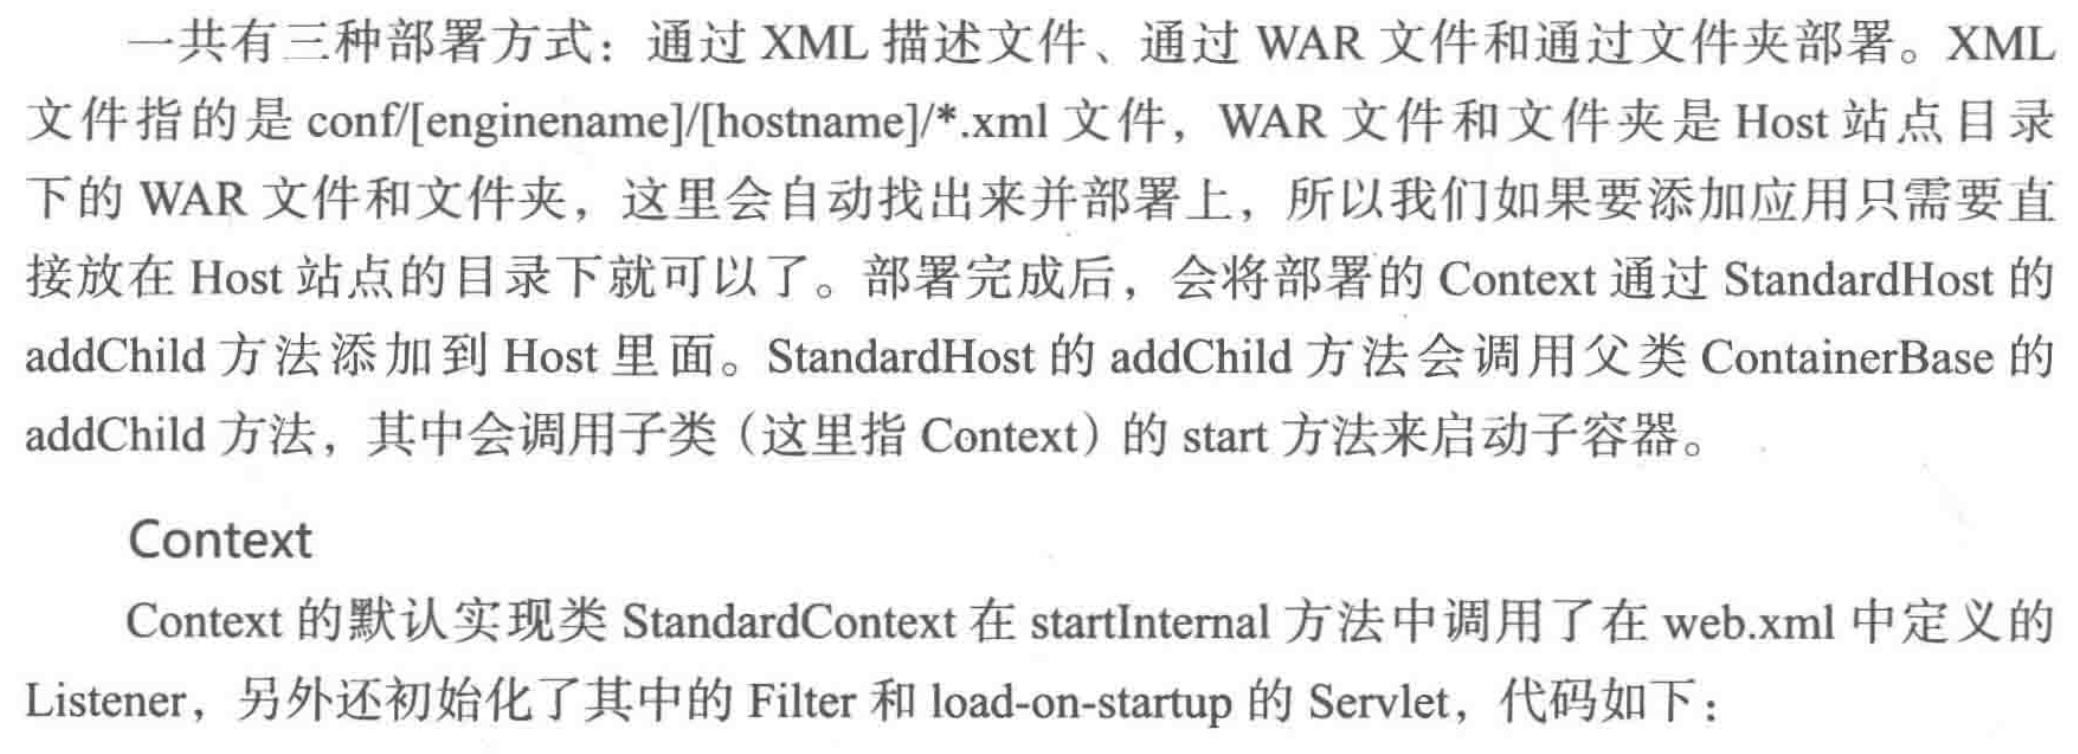 一共有三种部署方式：通过 XML 描述文件、通过 WAR 文件和通过文件夹部署。XML
文件指的是 conf/[enginename]/[hostname]/*.xml 文件，WAR 文件和文件夹是 Host 站点目录
下的 WAR 文件和文件夹，这里会自动找出来并部署上，所以我们如果要添加应用只需要直
接放在 Host 站点的目录下就可以了。部署完成后，会将部署的 Context 通过 StandardHost 的
addChild 方法添加到 Host 里面。StandardHost 的 addChild 方法会调用父类 ContainerBase 的
addChild 方法，其中会调用子类（这里指 Context）的 start 方法来启动子容器。
Context
Context 的默认实现类 StandardContext 在 startInternal 方法中调用了在 web.xml 中定义的
Listener，另外还初始化了其中的 Filter 和 load-on-startup 的 Servlet，代码如下：